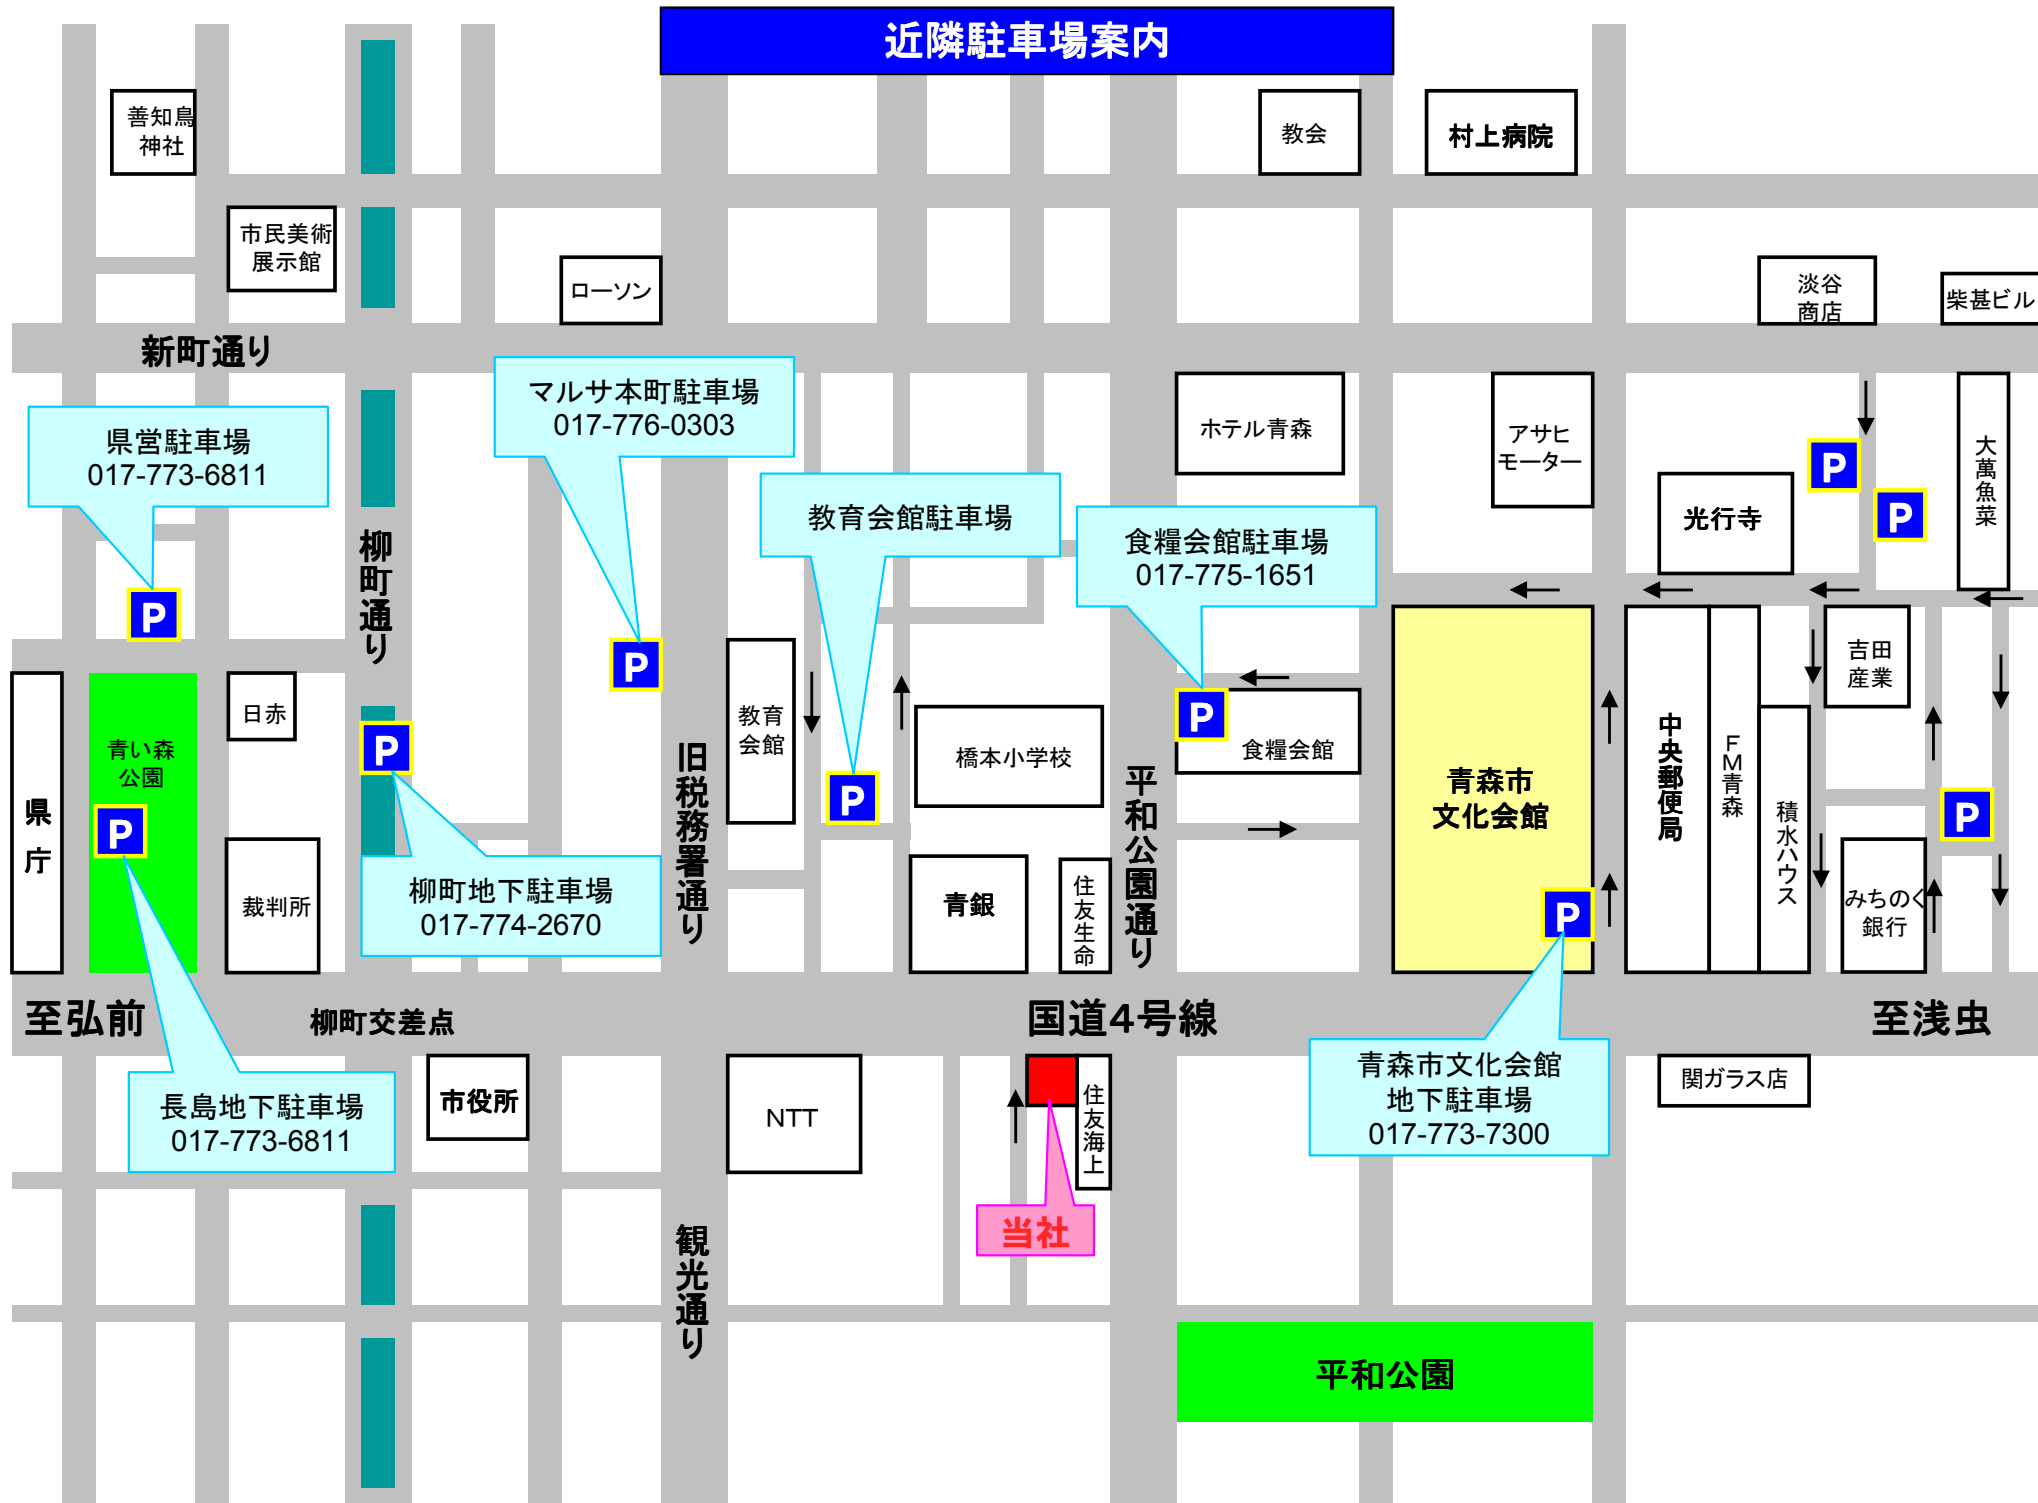 近隣駐車場案内
善知鳥
神社
教会
村上病院
市民美術
展示館
ローソン
淡谷
商店
柴甚ビル
新町通り
マルサ本町駐車場
017-776-0303
県営駐車場
017-773-6811
ホテル青森
アサヒ
モーター
大萬魚菜
P
P
光行寺
教育会館駐車場
食糧会館駐車場
017-775-1651
柳町通り
P
P
教育
会館
吉田
産業
日赤
P
P
食糧会館
橋本小学校
青い森
公園
P
県庁
旧税務署通り
P
平和公園通り
青森市
文化会館
中央郵便局
FM青森
積水ハウス
P
裁判所
柳町地下駐車場
017-774-2670
青銀
住友生命
P
みちのく
銀行
至弘前
柳町交差点
国道4号線
至浅虫
長島地下駐車場
017-773-6811
市役所
NTT
住友海上
青森市文化会館
地下駐車場
017-773-7300
関ガラス店
当社
観光通り
平和公園